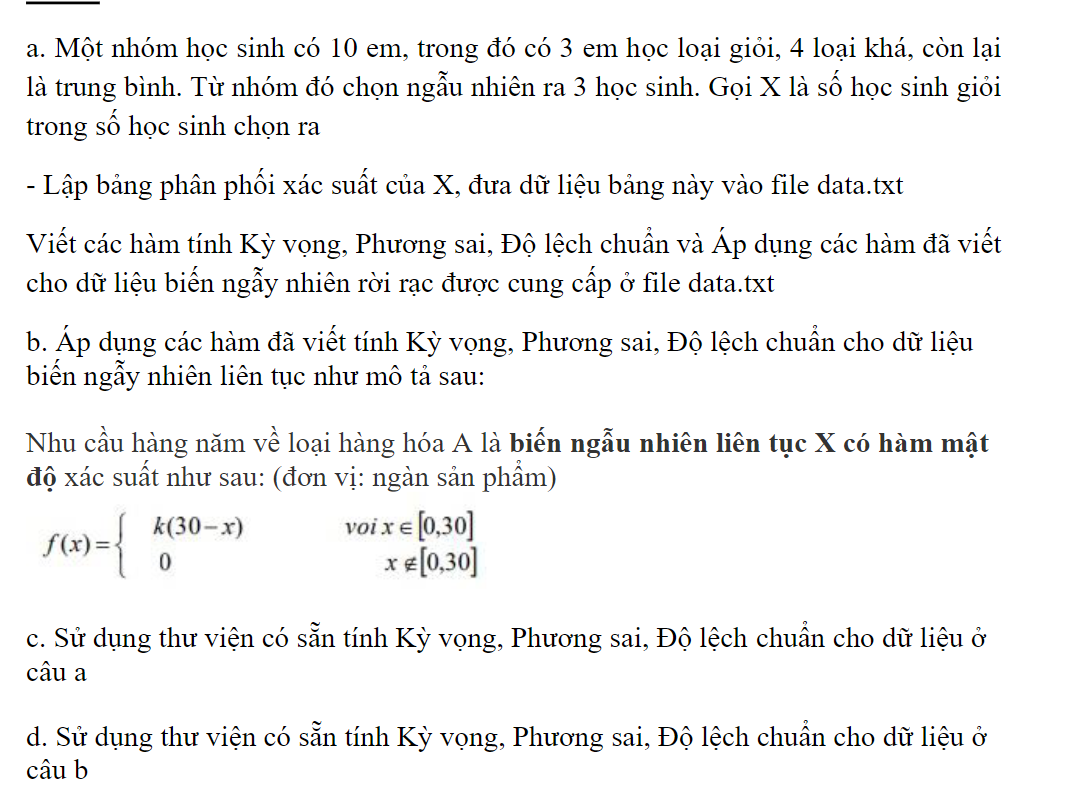 a. Một nhóm học sinh có 10 em, trong đó có 3 em học loại giỏi, 4 loại khá, còn lại
là trung bình. Từ nhóm đó chọn ngẫu nhiên ra 3 học sinh. Gọi X là số học sinh giỏi
trong số học sinh chọn ra
- Lập bảng phân phối xác suất của X, đưa dữ liệu bảng này vào file data.txt
Viết các hàm tính Kỳ vọng, Phương sai, Độ lệch chuẩn và Áp dụng các hàm đã viết
cho dữ liệu biến ngẫy nhiên rời rạc được cung cấp ở file data.txt
b. Áp dụng các hàm đã viết tính Kỳ vọng, Phương sai, Độ lệch chuẩn cho dữ liệu
biến ngẫy nhiên liên tục như mô tả sau:
Nhu cầu hàng năm về loại hàng hóa A là biến ngẫu nhiên liên tục X có hàm mật
độ xác suất như sau: (đơn vị: ngàn sản phẩm)
f(x) = { k(30-x) voi x ∈ [0,30]
0 x ∉ [0,30]
c. Sử dụng thư viện có sẵn tính Kỳ vọng, Phương sai, Độ lệch chuẩn cho dữ liệu ở
câu a
d. Sử dụng thư viện có sẵn tính Kỳ vọng, Phương sai, Độ lệch chuẩn cho dữ liệu ở
câu b